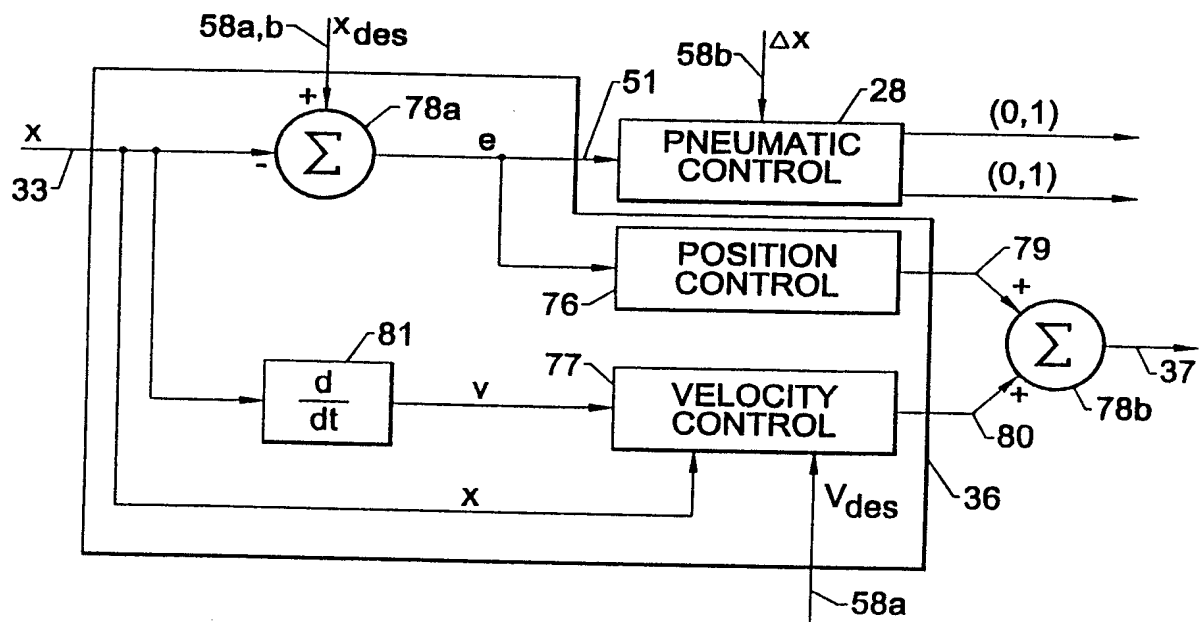 58a,b
x_des
58b
Δx
78a
51
28
x
+
Σ
-
e
PNEUMATIC
CONTROL
(0,1)
(0,1)
33
POSITION
CONTROL
76
79
+
Σ
37
78b
81
d
dt
v
77
VELOCITY
CONTROL
+
80
x
V_des
36
58a